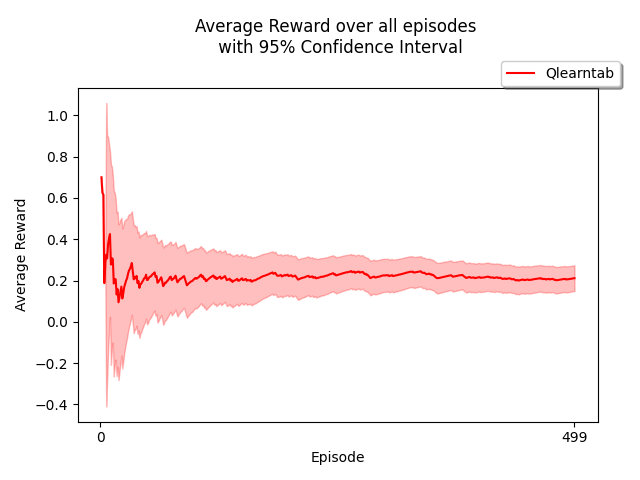 Average Reward over all episodes
with 95% Confidence Interval
Qlearntab
1.0
0.8
0.6
0.4
0.2
0.0
−0.2
−0.4
Average Reward
0
499
Episode